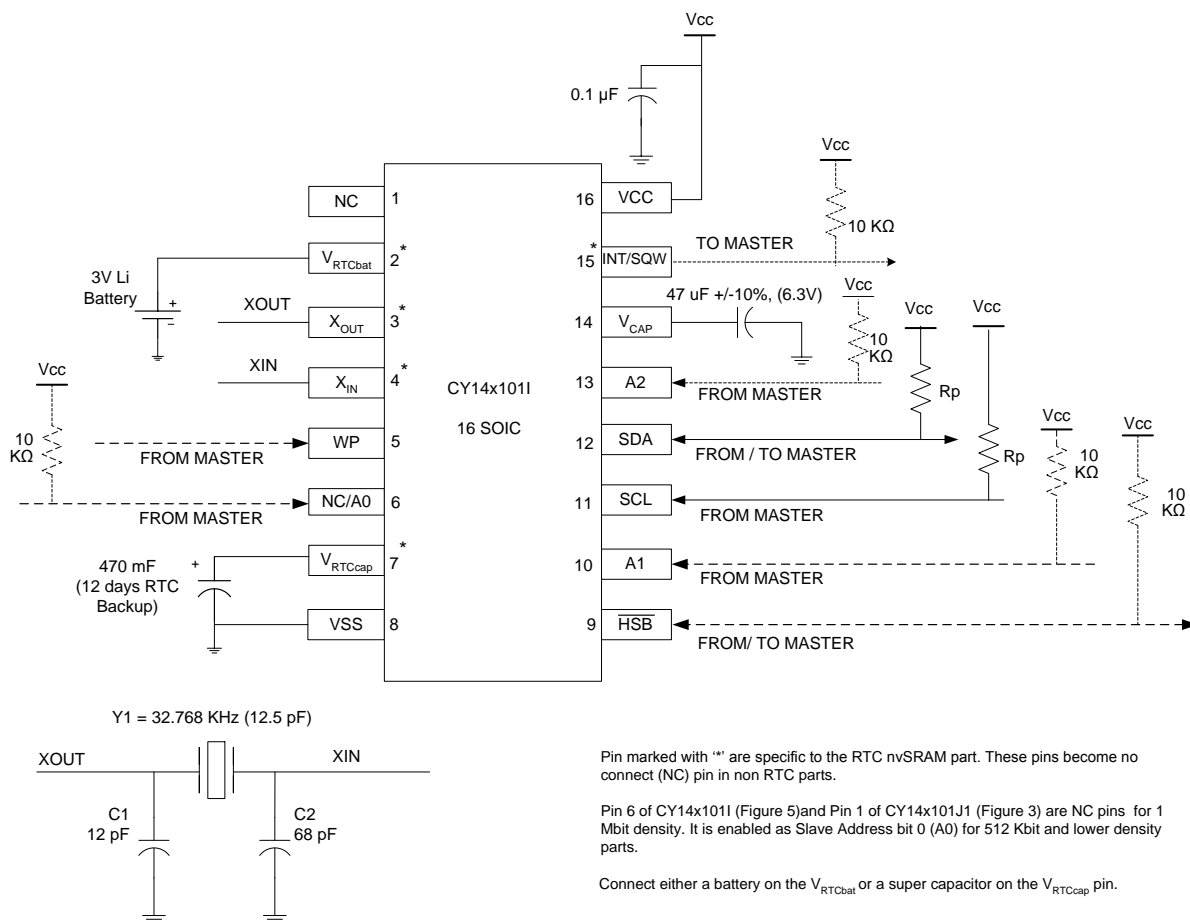 Vcc
0.1 µF
Vcc
10 KΩ
NC 1
16 VCC
V_RTCbat 2 *
* 15 INT/SQW
TO MASTER
3V Li
Battery
+
–
XOUT
X_OUT 3 *
14 V_CAP
47 uF +/-10%, (6.3V)
Vcc
10
KΩ
Vcc
Vcc
XIN
X_IN 4 *
CY14x101I
16 SOIC
13 A2
FROM MASTER
Rp
Vcc
10
KΩ
WP 5
FROM MASTER
12 SDA
FROM / TO MASTER
Rp
Vcc
10
KΩ
Vcc
10
KΩ
NC/A0 6
FROM MASTER
11 SCL
FROM MASTER
470 mF
(12 days RTC
Backup)
+
V_RTCcap 7 *
10 A1
FROM MASTER
VSS 8
9 HSB
FROM/ TO MASTER
Y1 = 32.768 KHz (12.5 pF)
XOUT
XIN
C1
12 pF
C2
68 pF
Pin marked with ‘*’ are specific to the RTC nvSRAM part. These pins become no
connect (NC) pin in non RTC parts.
Pin 6 of CY14x101I (Figure 5)and Pin 1 of CY14x101J1 (Figure 3) are NC pins for 1
Mbit density. It is enabled as Slave Address bit 0 (A0) for 512 Kbit and lower density
parts.
Connect either a battery on the V_RTCbat or a super capacitor on the V_RTCcap pin.